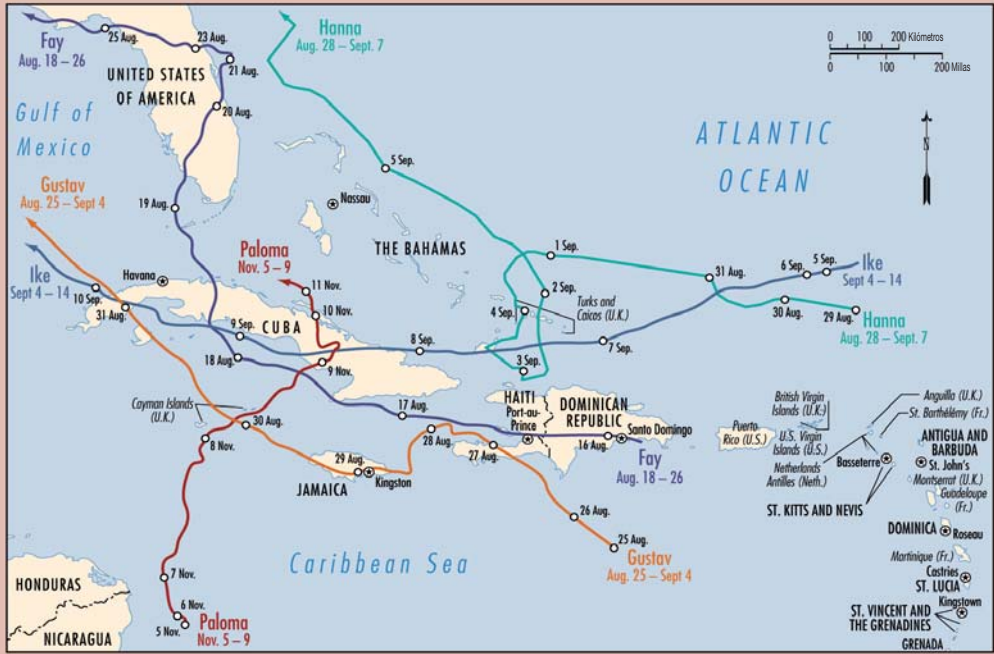 Fay
Aug. 18 – 26
25 Aug.
23 Aug.
21 Aug.
20 Aug.
19 Aug.
UNITED STATES
OF AMERICA
Gulf of
Mexico
Hanna
Aug. 28 – Sept. 7
0 100 200 Kilómetros
0 100 200 Millas
N
ATLANTIC
OCEAN
Gustav
Aug. 25 – Sept 4
Ike
Sept 4 – 14
10 Sep.
31 Aug.
Havana
5 Sep.
Nassau
THE BAHAMAS
Paloma
Nov. 5 – 9
11 Nov.
10 Nov.
CUBA
9 Sep.
18 Aug.
9 Nov.
8 Sep.
1 Sep.
2 Sep.
4 Sep.
Turks and
Caicos (U.K.)
3 Sep.
7 Sep.
31 Aug.
6 Sep.
5 Sep.
Ike
Sept 4 – 14
30 Aug.
29 Aug.
Hanna
Aug. 28 – Sept. 7
Cayman Islands
(U.K.)
30 Aug.
8 Nov.
17 Aug.
28 Aug.
27 Aug.
29 Aug.
Kingston
JAMAICA
HAITI
Port-au-
Prince
DOMINICAN
REPUBLIC
16 Aug.
Santo Domingo
Fay
Aug. 18 – 26
26 Aug.
25 Aug.
Gustav
Aug. 25 – Sept 4
Puerto
Rico (U.S.)
British Virgin
Islands (U.K.)
U.S. Virgin
Islands (U.S.)
Netherlands
Antilles (Neth.)
Anguilla (U.K.)
St. Barthélémy (Fr.)
ANTIGUA AND
BARBUDA
St. John's
Basseterre
ST. KITTS AND NEVIS
Montserrat (U.K.)
Guadeloupe
(Fr.)
DOMINICA
Roseau
Martinique (Fr.)
Castries
ST. LUCIA
Kingstown
ST. VINCENT AND
THE GRENADINES
GRENADA
Caribbean Sea
HONDURAS
NICARAGUA
7 Nov.
6 Nov.
5 Nov.
Paloma
Nov. 5 – 9